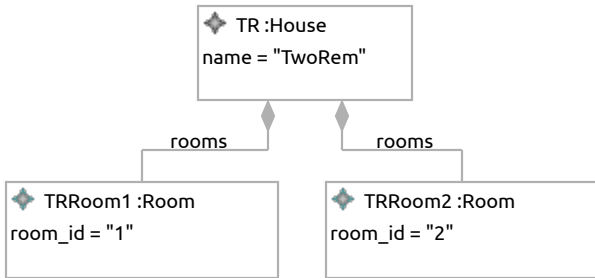 TR :House
name = "TwoRem"
rooms
rooms
TRRoom1 :Room
room_id = "1"
TRRoom2 :Room
room_id = "2"